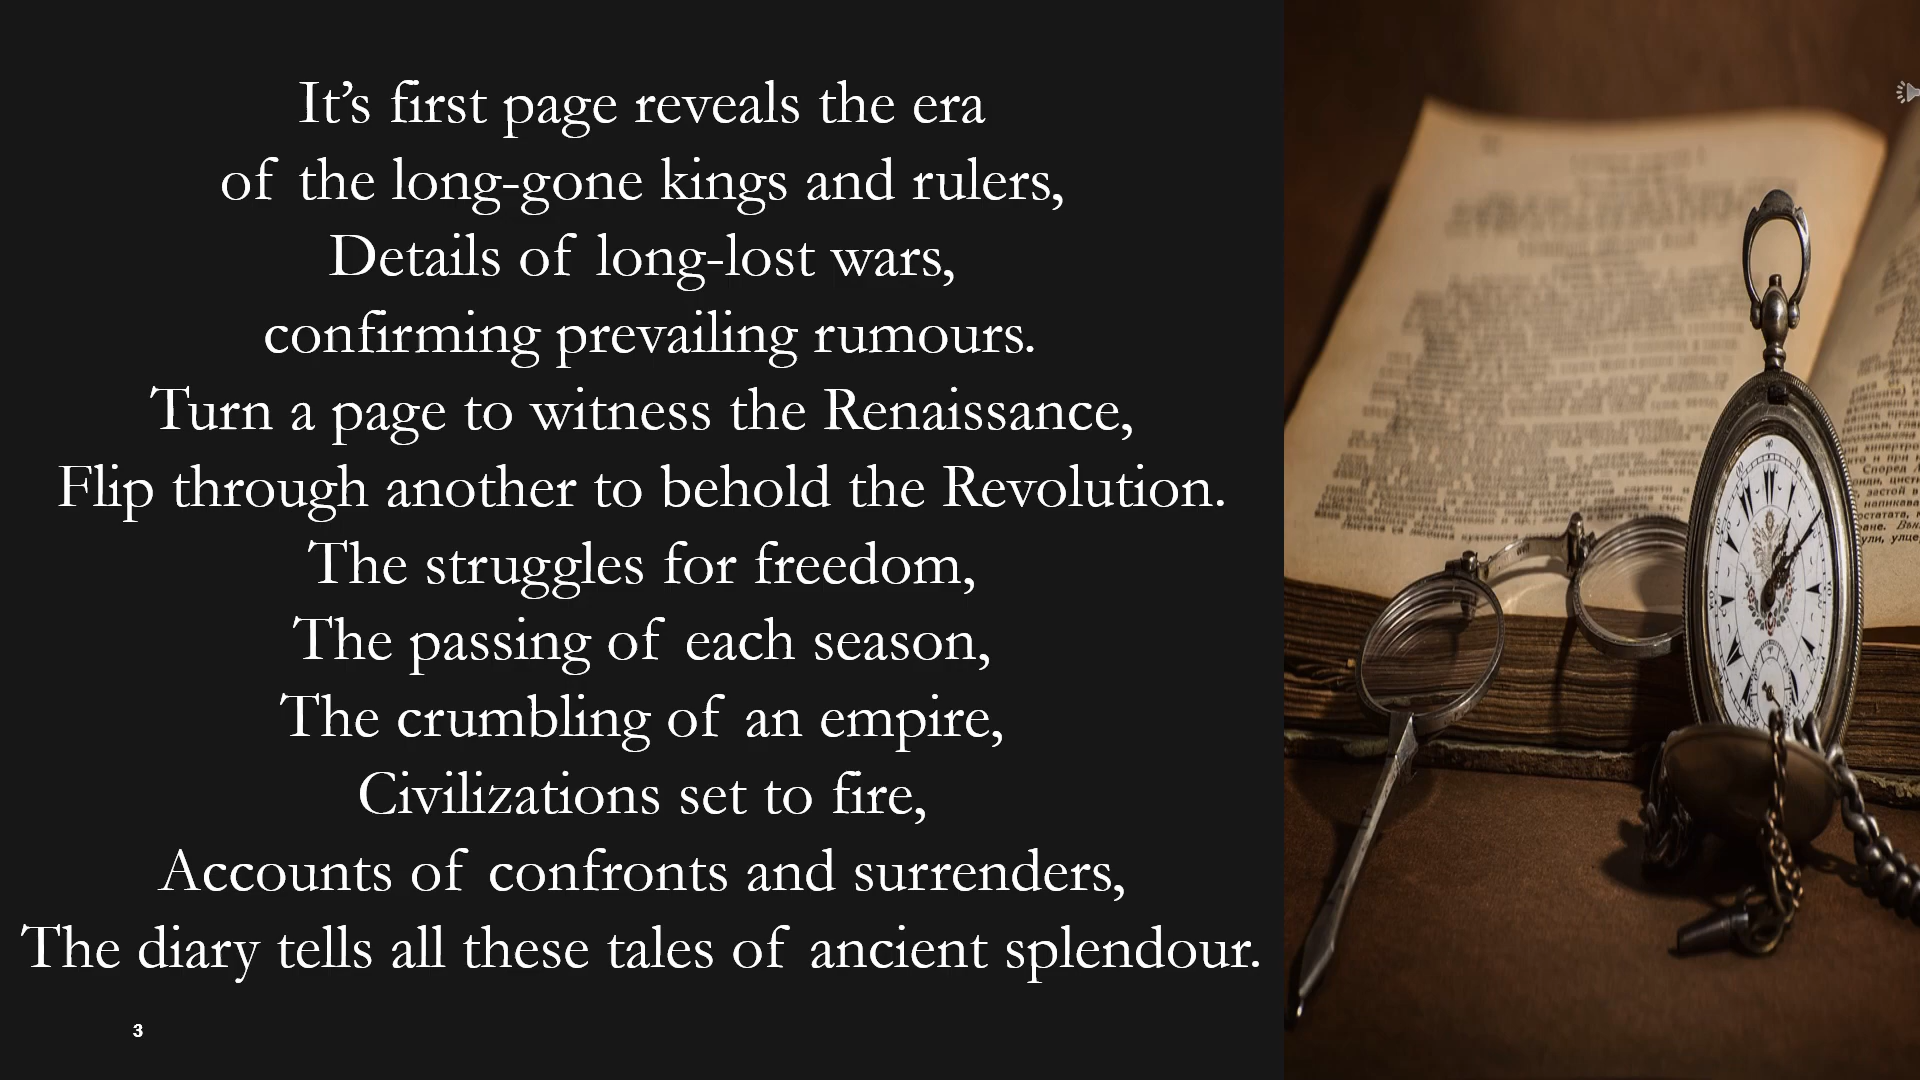 It’s first page reveals the era
of the long-gone kings and rulers,
Details of long-lost wars,
confirming prevailing rumours.
Turn a page to witness the Renaissance,
Flip through another to behold the Revolution.
The struggles for freedom,
The passing of each season,
The crumbling of an empire,
Civilizations set to fire,
Accounts of confronts and surrenders,
The diary tells all these tales of ancient splendour.
3